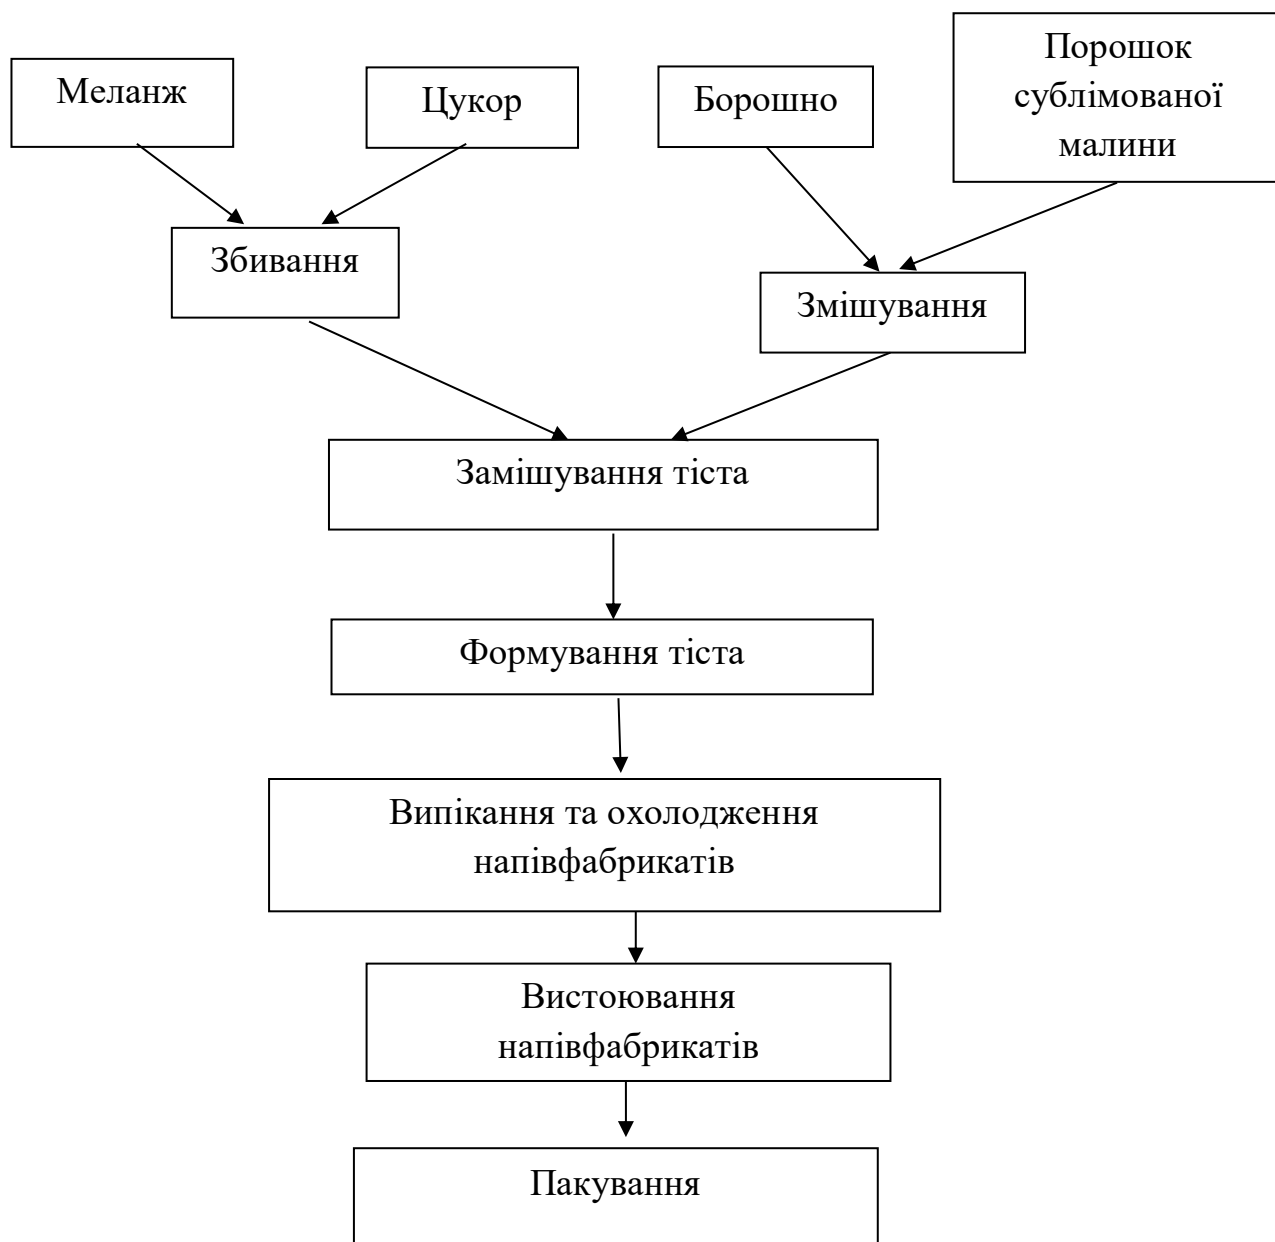 Меланж
Цукор
Борошно
Порошок
сублімованої
малини
Збивання
Змішування
Замішування тіста
Формування тіста
Випікання та охолодження
напівфабрикатів
Вистоювання
напівфабрикатів
Пакування